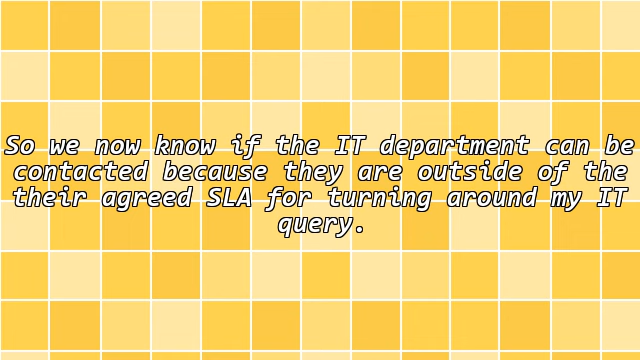 So we now know if the IT department can be
contacted because they are outside of the
their agreed SLA for turning around my IT
query.